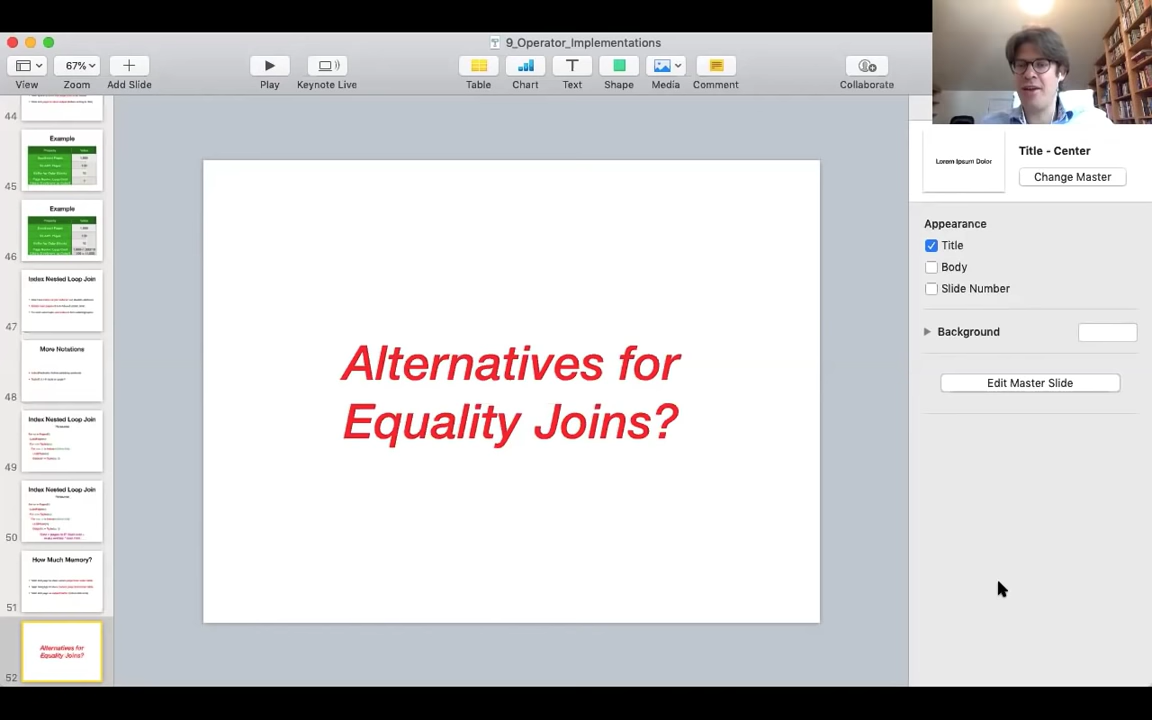 9_Operator_Implementations
67%
View
Zoom
Add Slide
Play
Keynote Live
Table
Chart
Text
Shape
Media
Comment
Collaborate
44
Example
45
Example
46
Index Nested Loop Join
47
More Notations
48
Index Nested Loop Join
49
Index Nested Loop Join
50
How Much Memory?
51
Alternatives for
Equality Joins?
52
Alternatives for
Equality Joins?
Lorem Ipsum Dolor
Title - Center
Change Master
Appearance
Title
Body
Slide Number
Background
Edit Master Slide